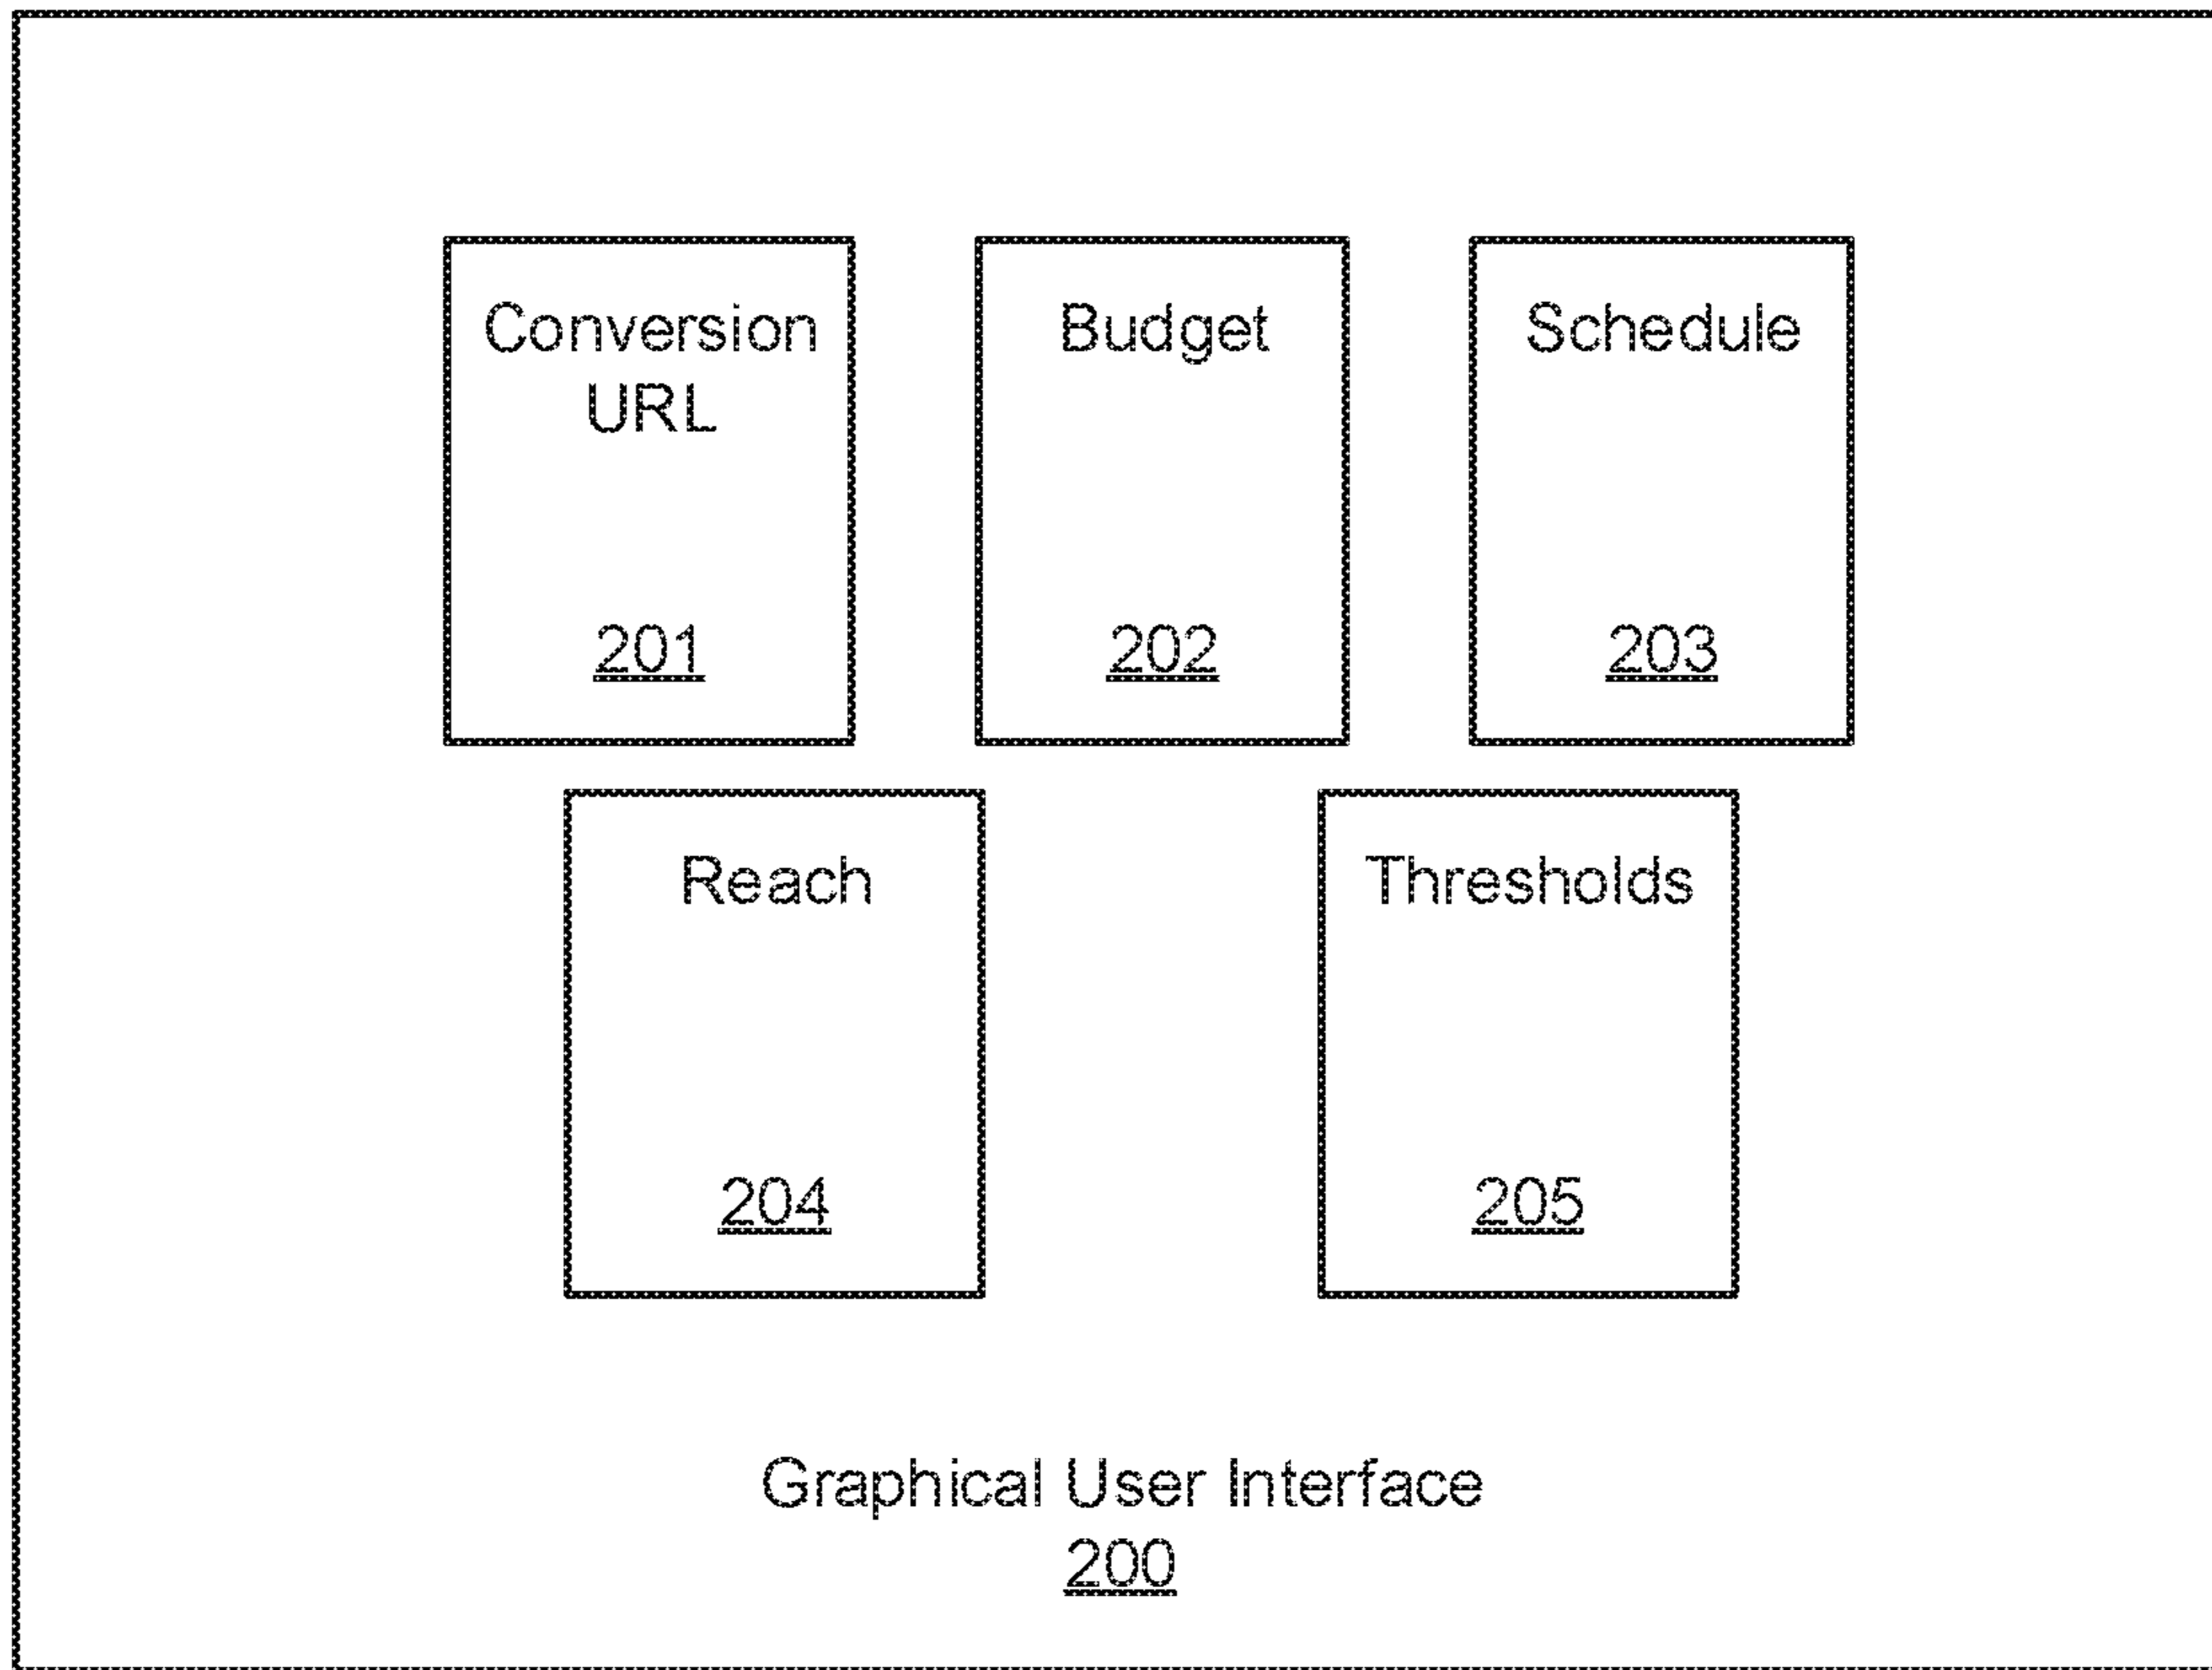 Conversion
URL
201
Budget
202
Schedule
203
Reach
204
Thresholds
205
Graphical User Interface
200